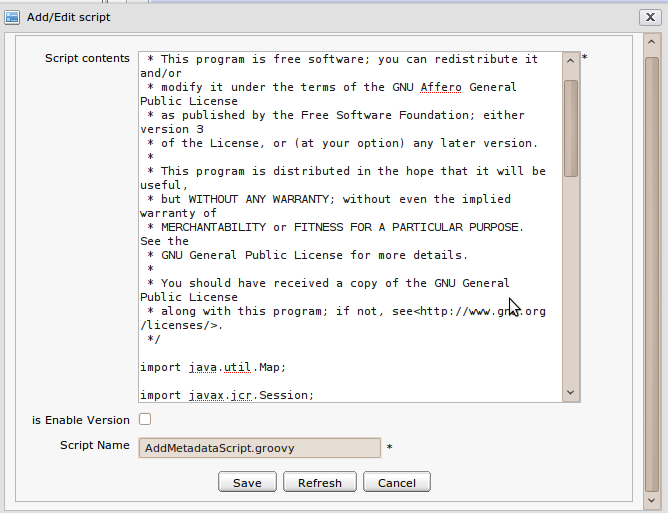 Add/Edit script
X
Script contents
* This program is free software; you can redistribute it
and/or
* modify it under the terms of the GNU Affero General
Public License
* as published by the Free Software Foundation; either
version 3
* of the License, or (at your option) any later version.
*
* This program is distributed in the hope that it will be
useful,
* but WITHOUT ANY WARRANTY; without even the implied
warranty of
* MERCHANTABILITY or FITNESS FOR A PARTICULAR PURPOSE.
See the
* GNU General Public License for more details.
*
* You should have received a copy of the GNU General
Public License
* along with this program; if not, see<http://www.gnu.org
/licenses/>.
*/
import java.util.Map;
import javax.jcr.Session;
*
is Enable Version
Script Name AddMetadataScript.groovy *
Save Refresh Cancel